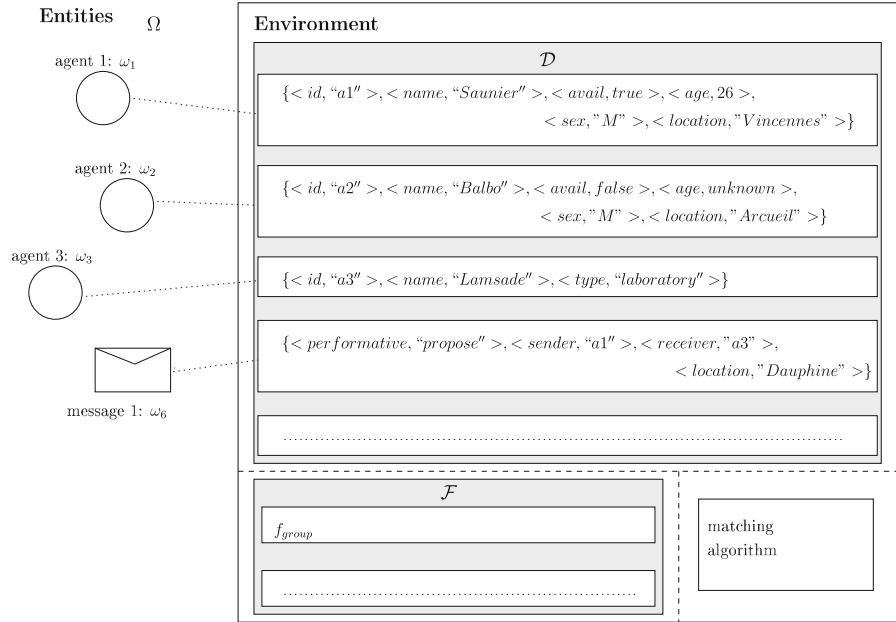 Entities Ω
agent 1: ω1
agent 2: ω2
agent 3: ω3
message 1: ω6
Environment
𝒟
{< id, “a1″ >, < name, “Saunier″ >, < avail, true >, < age, 26 >,
< sex, ”M” >, < location, ”Vincennes” >}
{< id, “a2″ >, < name, “Balbo″ >, < avail, false >, < age, unknown >,
< sex, ”M” >, < location, ”Arcueil” >}
{< id, “a3″ >, < name, “Lamsade″ >, < type, “laboratory″ >}
{< performative, “propose″ >, < sender, “a1″ >, < receiver, ”a3” >,
< location, ”Dauphine” >}
................................................................
ℱ
fgroup
................................................................
matching
algorithm